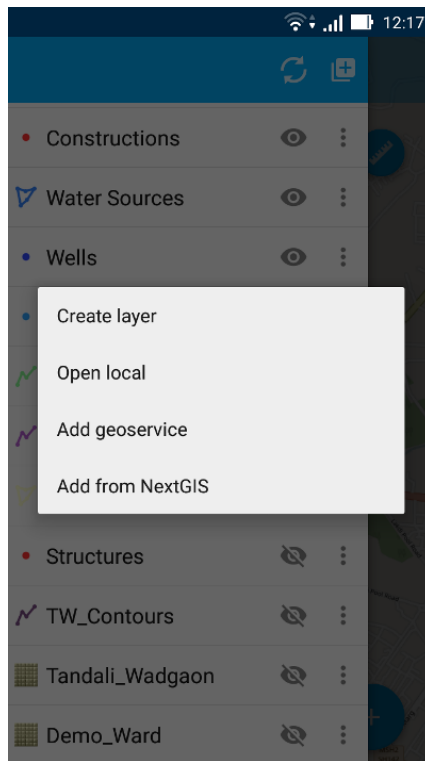 12:17
Constructions
Water Sources
Wells
Create layer
Open local
Add geoservice
Add from NextGIS
Structures
TW_Contours
Tandali_Wadgaon
Demo_Ward